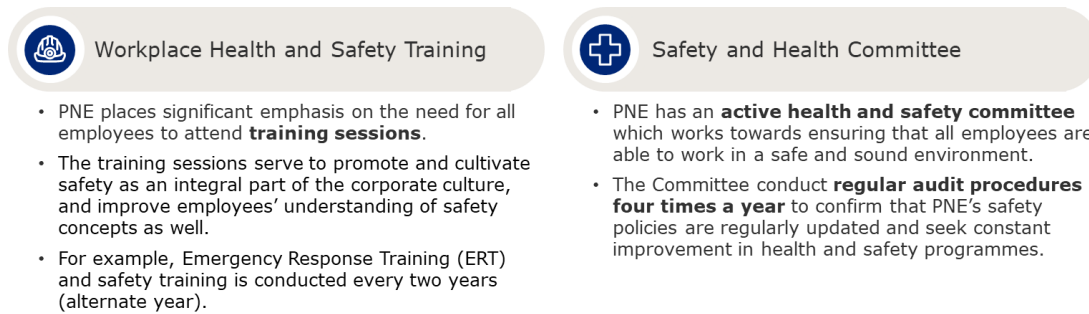 Workplace Health and Safety Training
• PNE places significant emphasis on the need for all
employees to attend training sessions.
• The training sessions serve to promote and cultivate
safety as an integral part of the corporate culture,
and improve employees’ understanding of safety
concepts as well.
• For example, Emergency Response Training (ERT)
and safety training is conducted every two years
(alternate year).
Safety and Health Committee
• PNE has an active health and safety committee
which works towards ensuring that all employees are
able to work in a safe and sound environment.
• The Committee conduct regular audit procedures
four times a year to confirm that PNE’s safety
policies are regularly updated and seek constant
improvement in health and safety programmes.